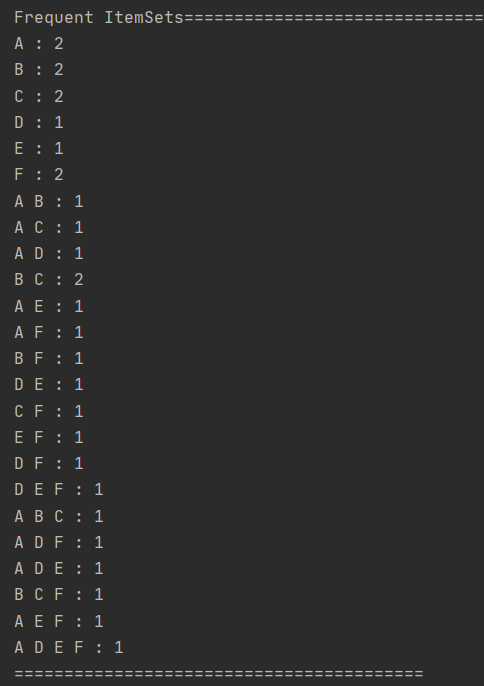 Frequent ItemSets==============================
A : 2
B : 2
C : 2
D : 1
E : 1
F : 2
A B : 1
A C : 1
A D : 1
B C : 2
A E : 1
A F : 1
B F : 1
D E : 1
C F : 1
E F : 1
D F : 1
D E F : 1
A B C : 1
A D F : 1
A D E : 1
B C F : 1
A E F : 1
A D E F : 1
=========================================